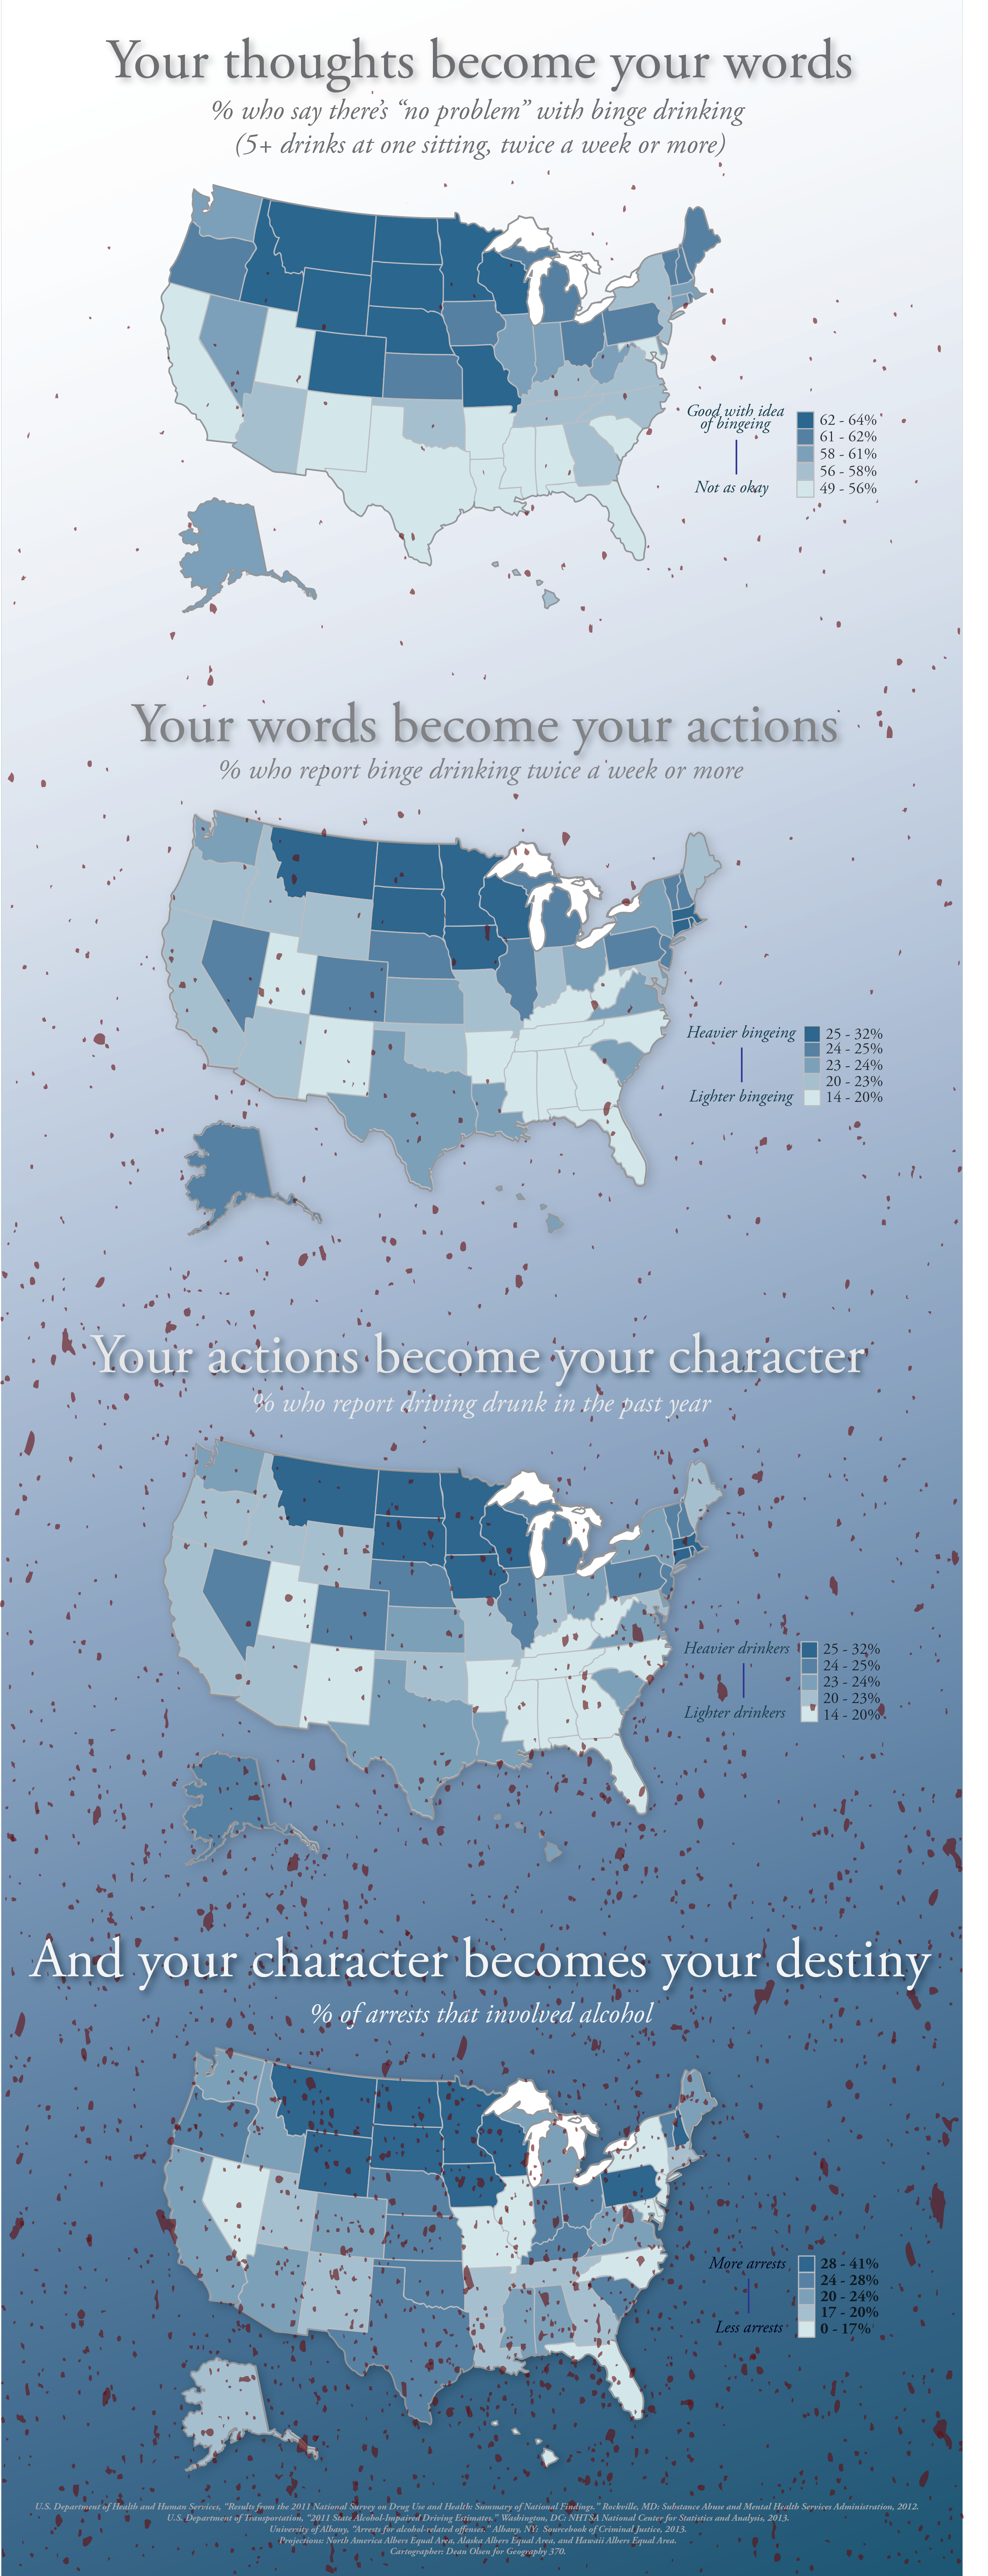 Your thoughts become your words
% who say there’s “no problem” with binge drinking
(5+ drinks at one sitting, twice a week or more)
Good with idea
of bingeing
Not as okay
62 - 64%
61 - 62%
58 - 61%
56 - 58%
49 - 56%
Your words become your actions
% who report binge drinking twice a week or more
Heavier bingeing
Lighter bingeing
25 - 32%
24 - 25%
23 - 24%
20 - 23%
14 - 20%
Your actions become your character
% who report driving drunk in the past year
Heavier drinkers
Lighter drinkers
25 - 32%
24 - 25%
23 - 24%
20 - 23%
14 - 20%
And your character becomes your destiny
% of arrests that involved alcohol
More arrests
Less arrests
28 - 41%
24 - 28%
20 - 24%
17 - 20%
0 - 17%
U.S. Department of Health and Human Services, “Results from the 2011 National Survey on Drug Use and Health: Summary of National Findings.” Rockville, MD: Substance Abuse and Mental Health Services Administration, 2012.
U.S. Department of Transportation, "2011 State Alcohol-Impaired Driving Estimates." Washington, DC: NHTSA National Center for Statistics and Analysis, 2013.
University of Albany, “Arrests for alcohol-related offenses.” Albany, NY: Sourcebook of Criminal Justice, 2013.
Projections: North America Albers Equal Area, Alaska Albers Equal Area, and Hawaii Albers Equal Area.
Cartographer: Dean Olsen for Geography 370.